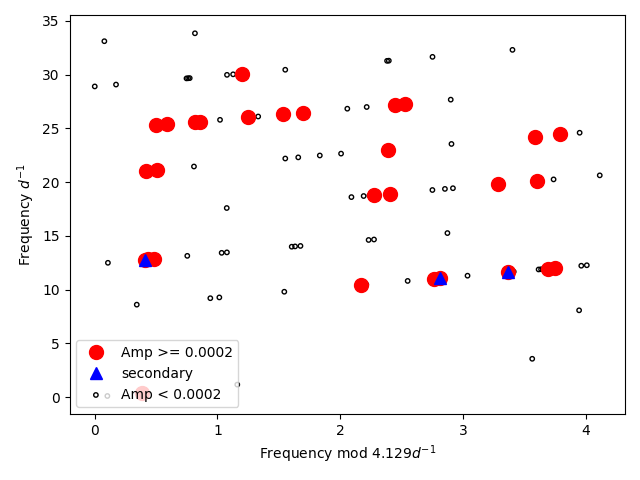 35
30
25
20
15
10
5
0
Frequency d⁻¹
Amp >= 0.0002
secondary
Amp < 0.0002
0
1
2
3
4
Frequency mod 4.129d⁻¹